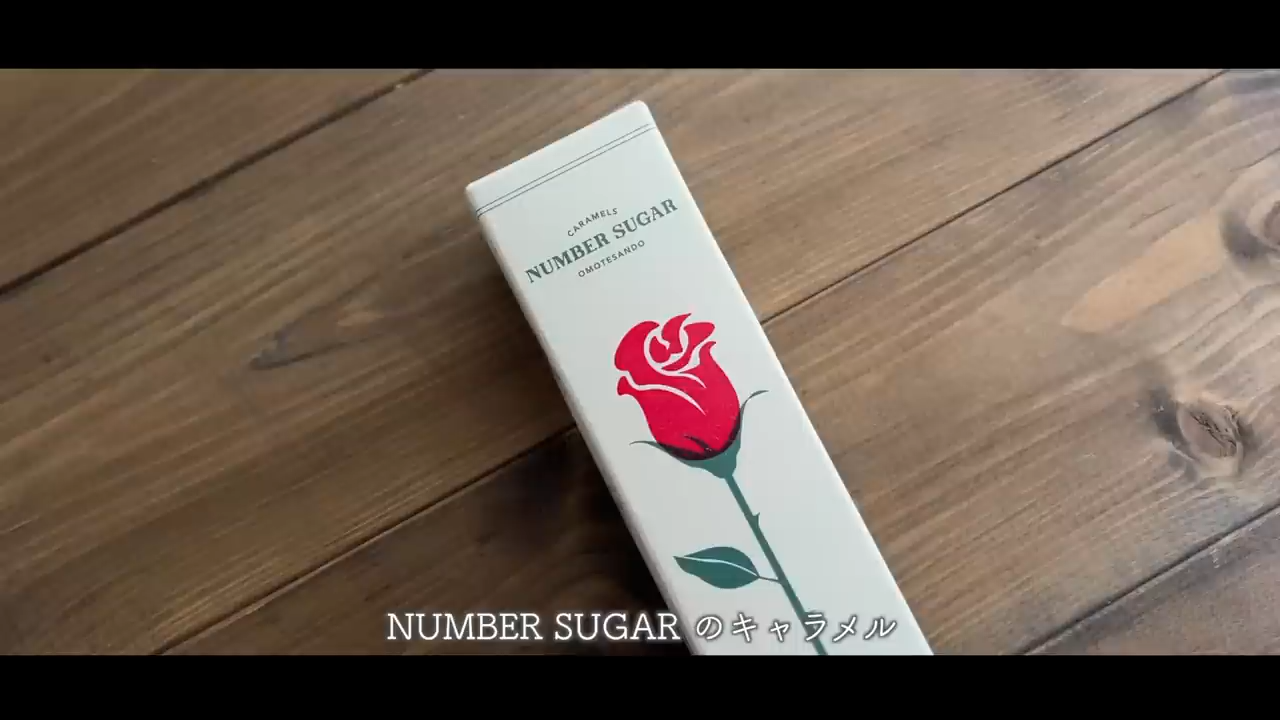 CARAMELS
NUMBER SUGAR
OMOTESANDO
NUMBER SUGAR のキャラメル